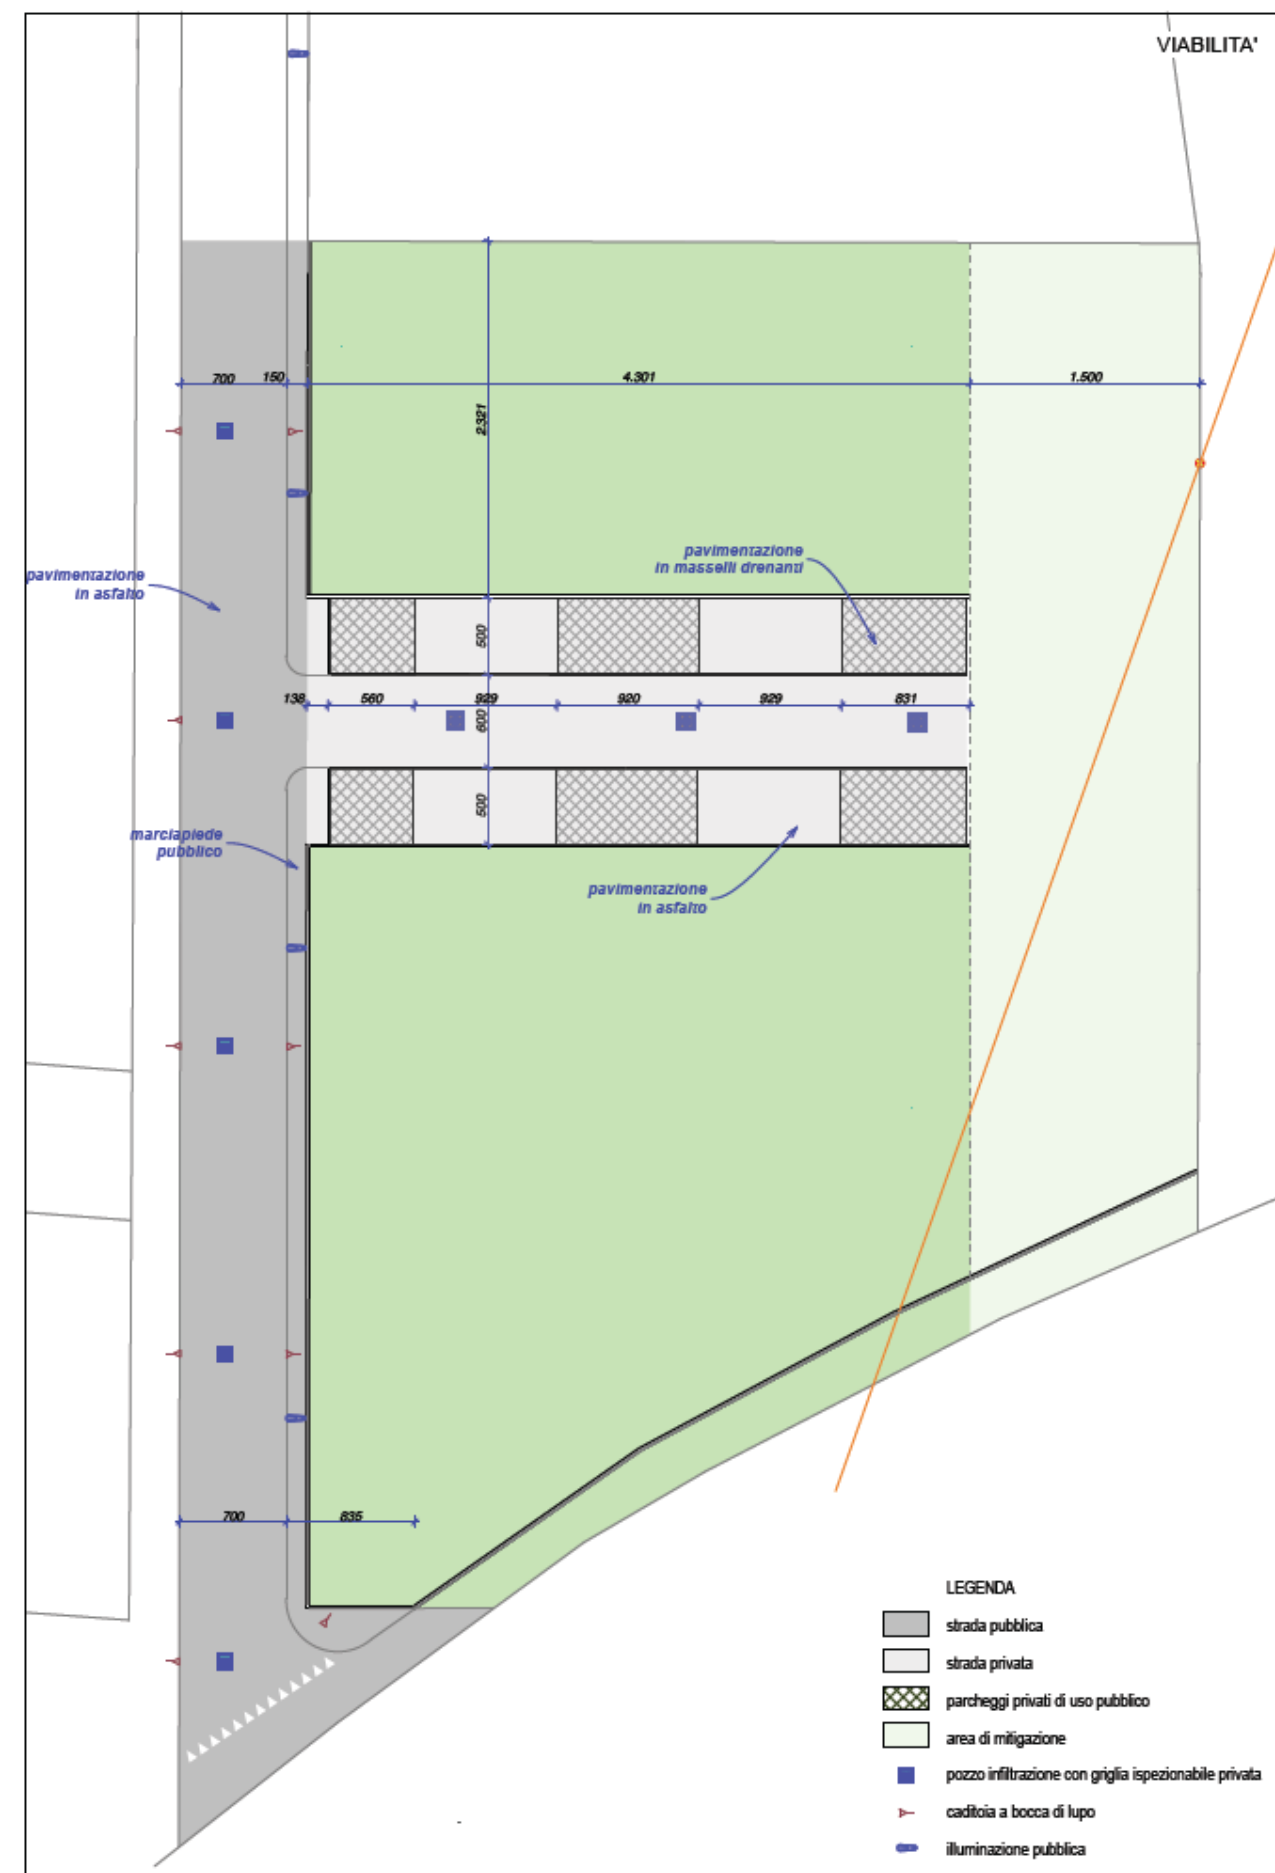 VIABILITA'
700
150
4.301
1.500
2.321
pavimentazione
in masselli drenanti
pavimentazione
in asfalto
500
138
560
929
920
929
831
600
500
marciapiede
pubblico
pavimentazione
in asfalto
700
835
LEGENDA
strada pubblica
strada privata
parcheggi privati di uso pubblico
area di mitigazione
pozzo infiltrazione con griglia ispezionabile privata
caditoia a bocca di lupo
illuminazione pubblica